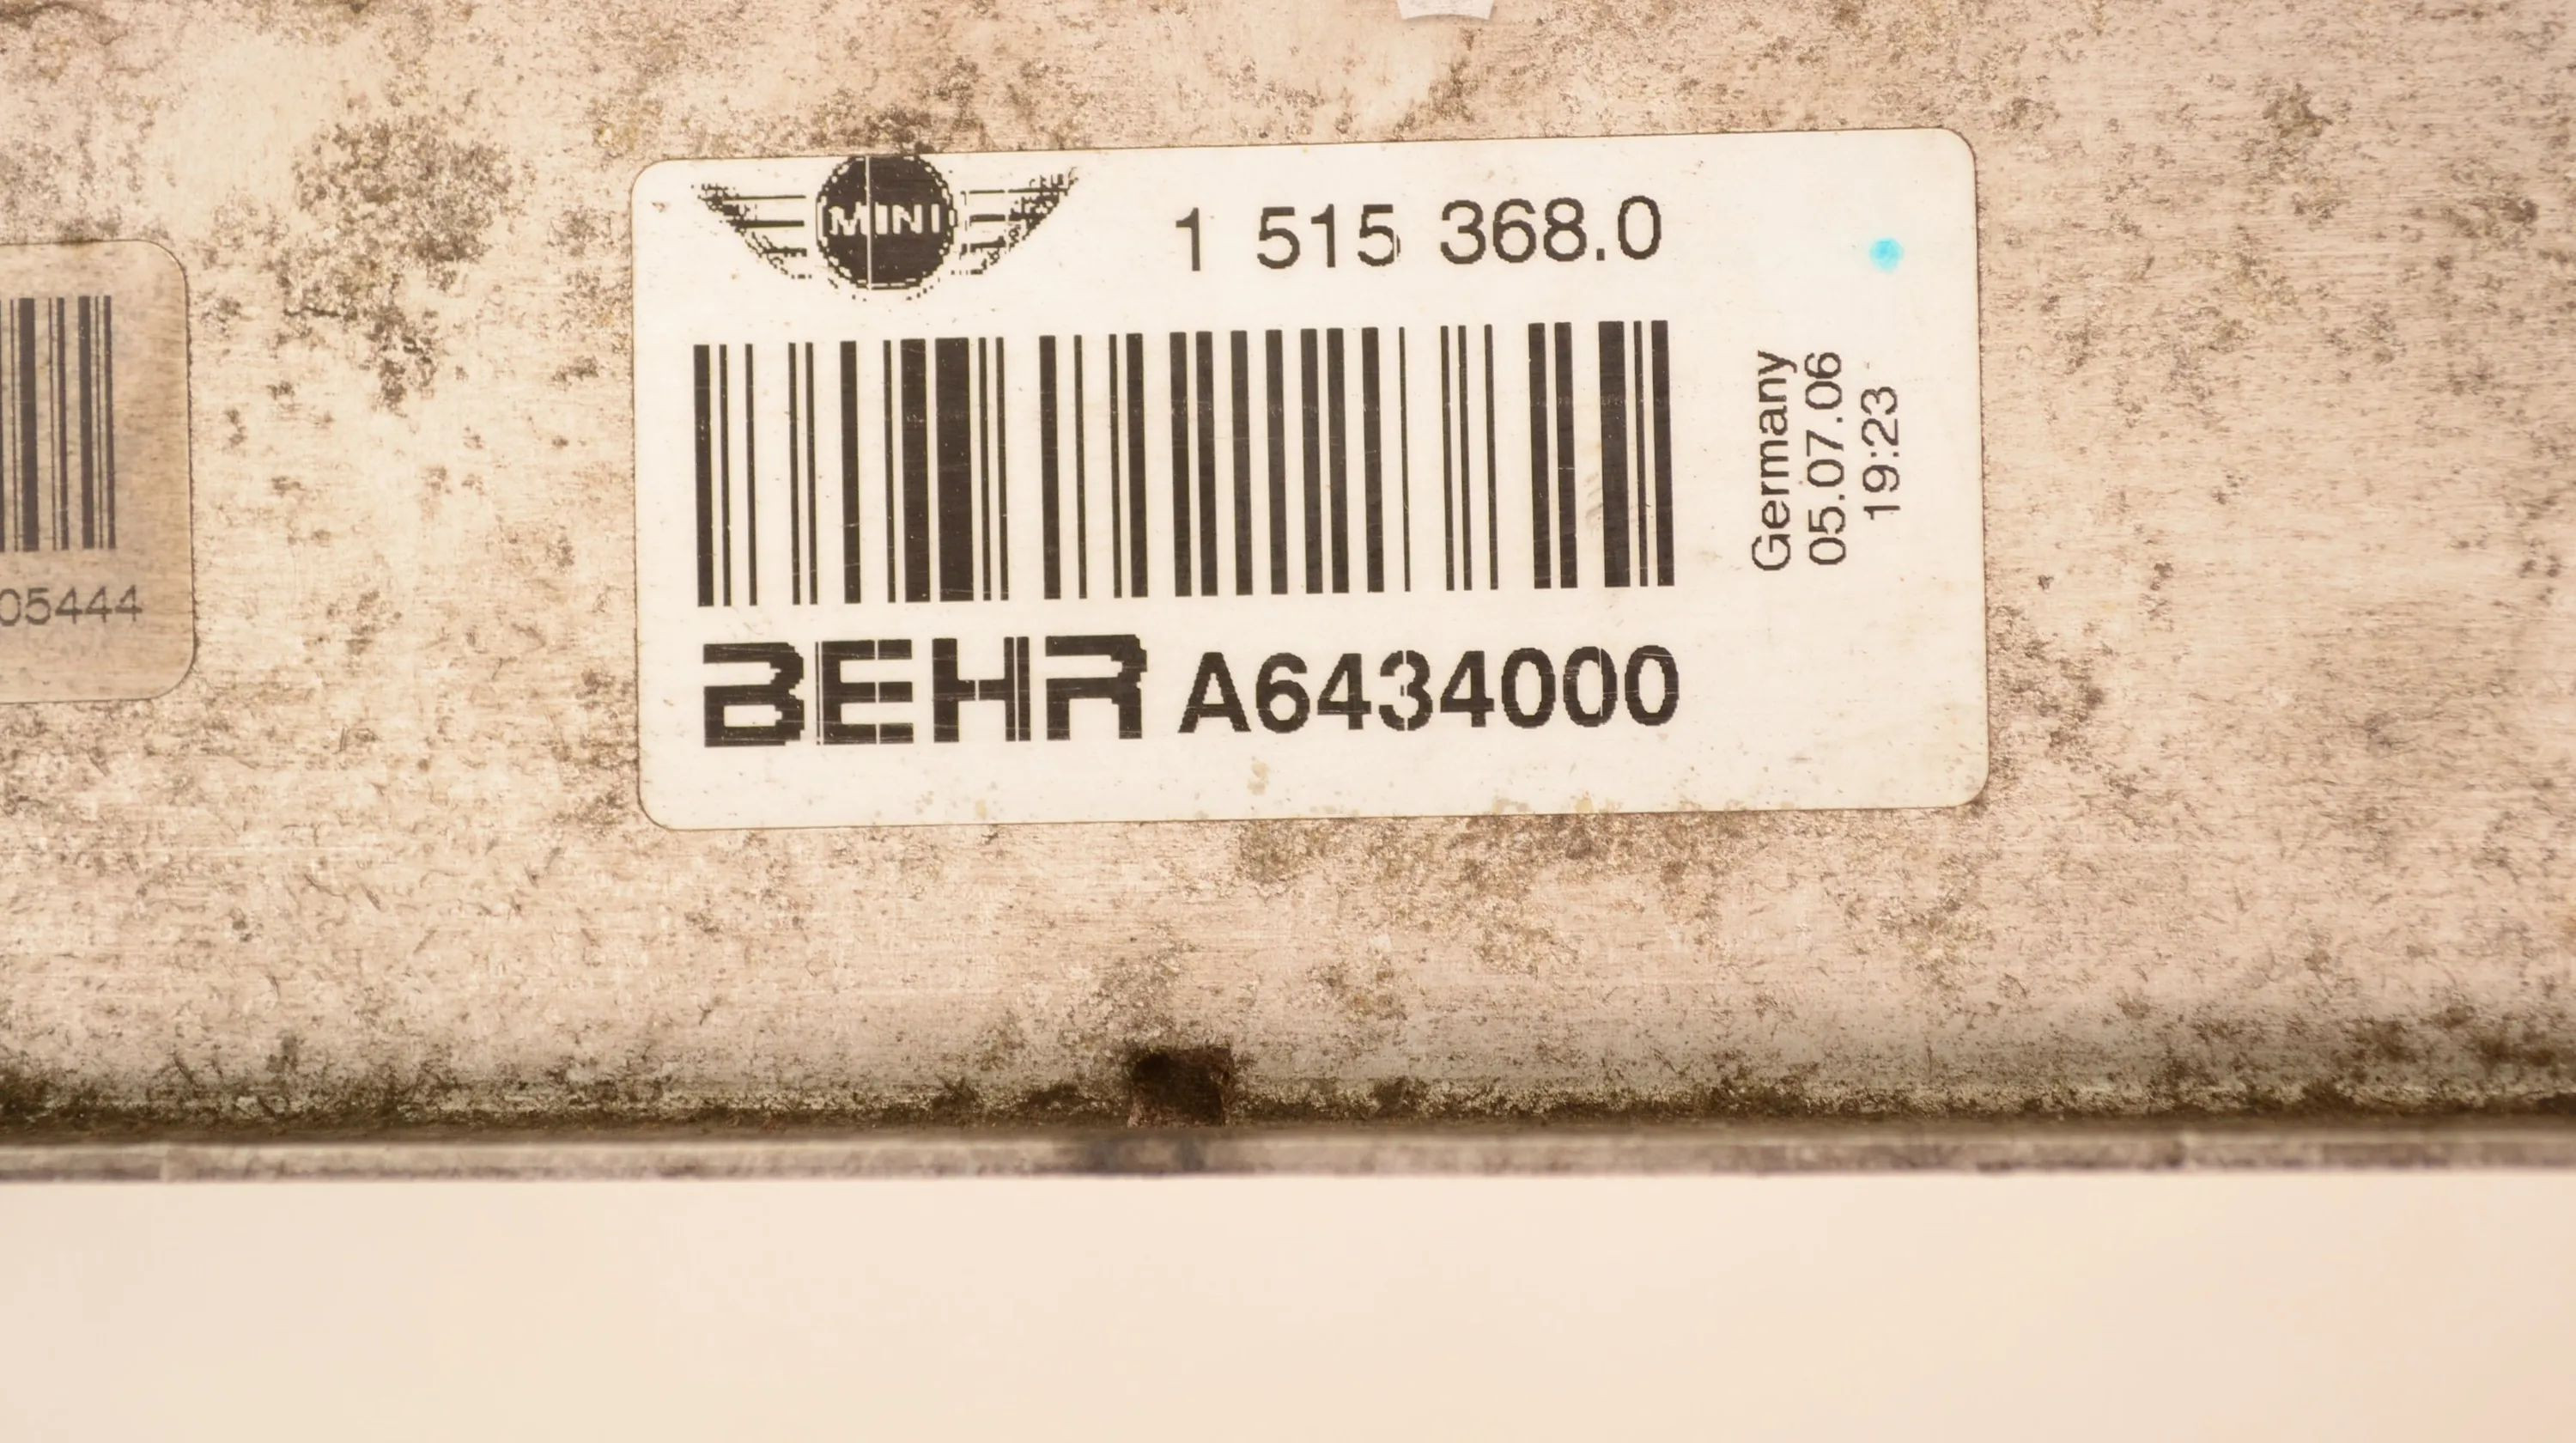 MINI
1 515 368.0
BEHR A6434000
Germany
05.07.06
19:23
05444